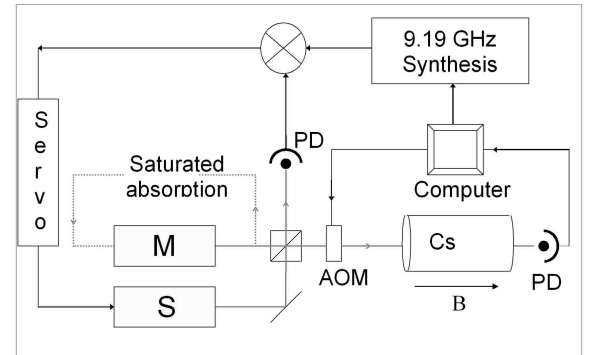 9.19 GHz
Synthesis
S
e
r
v
o
PD
Saturated
absorption
Computer
M
Cs
AOM
PD
S
B